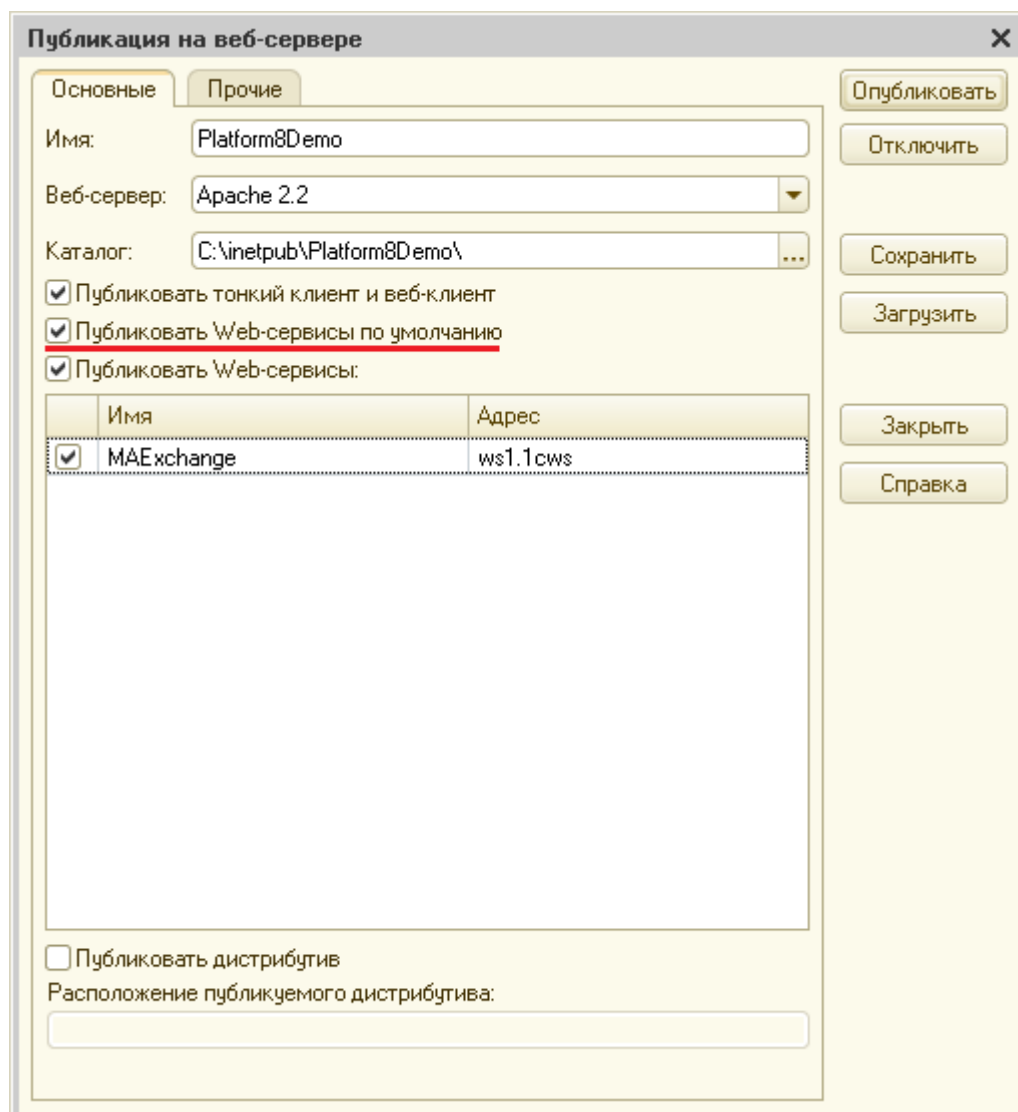 Публикация на веб-сервере
Основные Прочие
Опубликовать
Имя: Platform8Demo
Отключить
Веб-сервер: Apache 2.2
Каталог: C:\inetpub\Platform8Demo\ ...
Сохранить
Публиковать тонкий клиент и веб-клиент
Загрузить
Публиковать Web-сервисы по умолчанию
Публиковать Web-сервисы:
Имя Адрес
Закрыть
MAExchange ws1.1cws
Справка
Публиковать дистрибутив
Расположение публикуемого дистрибутива: